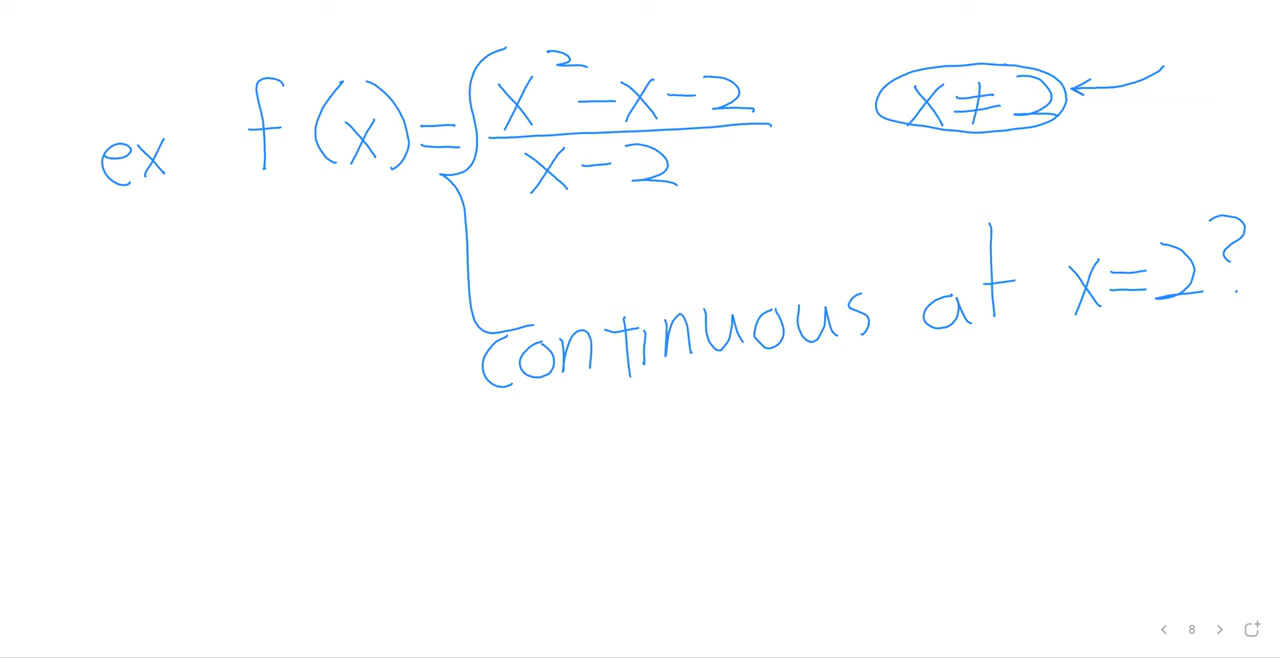 ex f(x) = { (x² - x - 2)/(x - 2) x ≠ 2
continuous at x = 2?
8